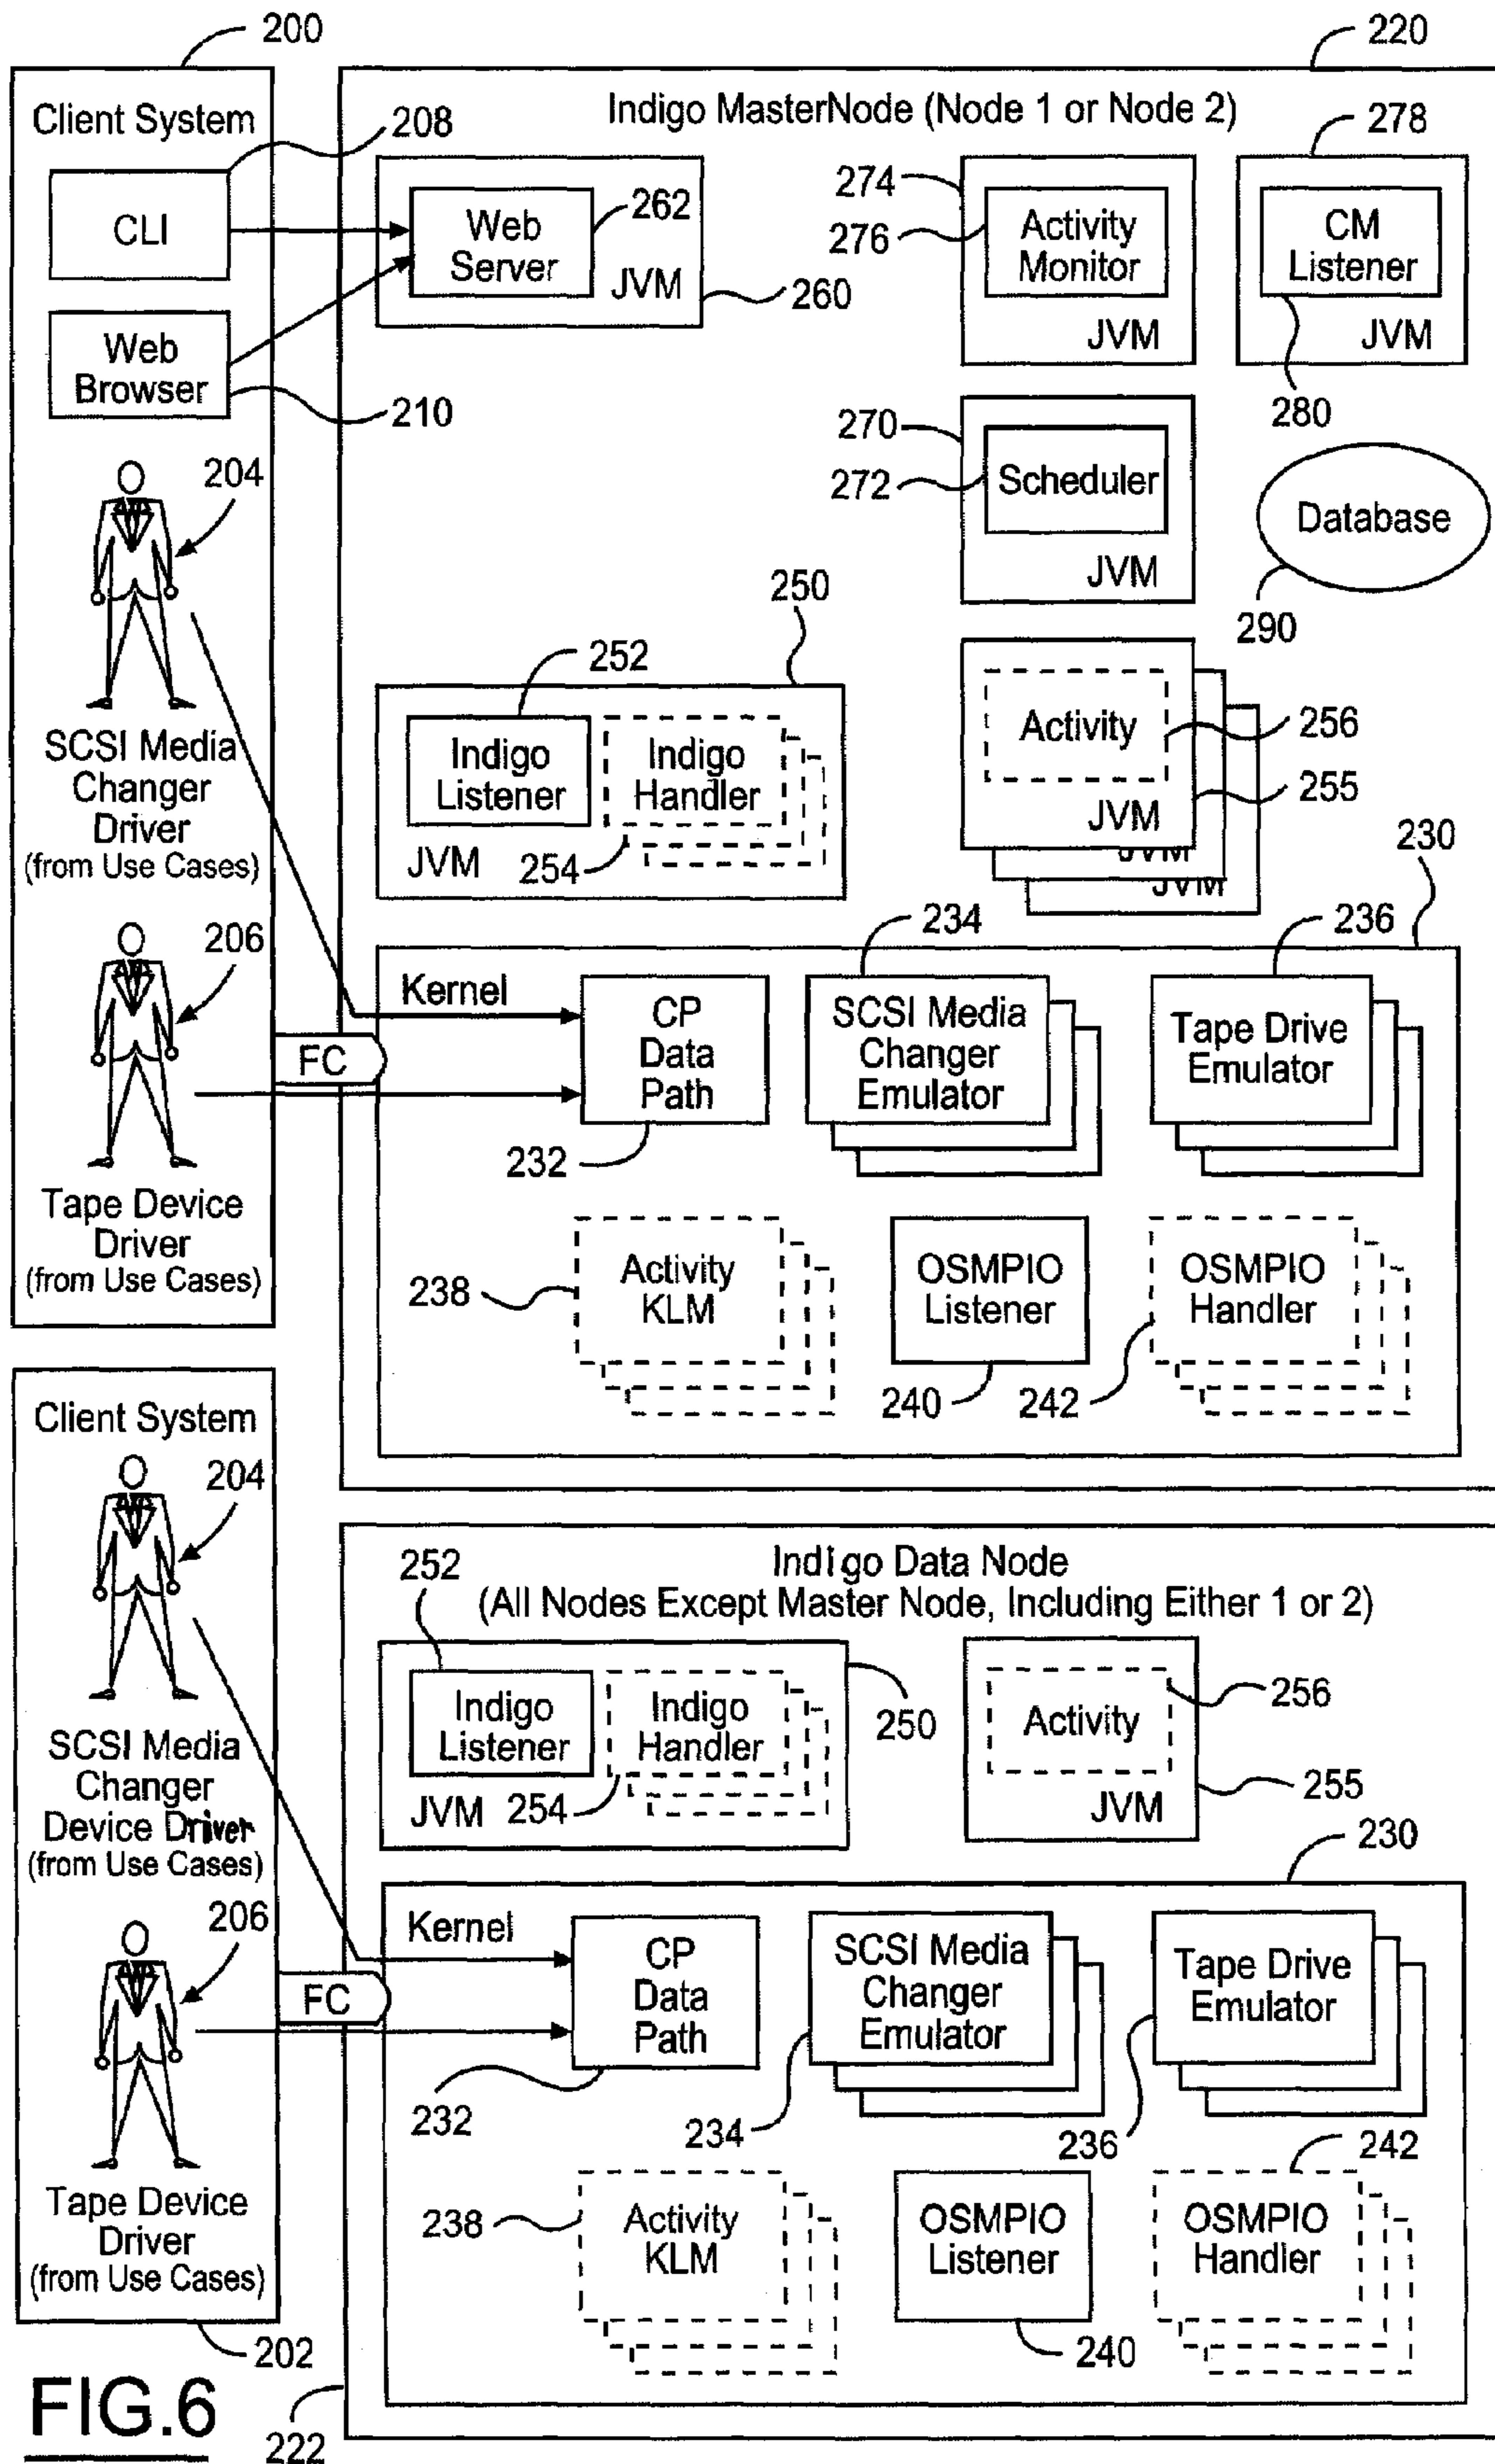 200
220
Client System
Indigo MasterNode (Node 1 or Node 2)
208
278
CLI
Web
Server
262
JVM
260
274
276
Activity
Monitor
JVM
CM
Listener
JVM
280
Web
Browser
210
270
272
Scheduler
JVM
Database
290
204
SCSI Media
Changer
Driver
(from Use Cases)
250
252
Indigo
Listener
Indigo
Handler
JVM
254
Activity
256
JVM
255
JVM
JVM
230
206
Tape Device
Driver
(from Use Cases)
FC
Kernel
CP
Data
Path
232
234
SCSI Media
Changer
Emulator
236
Tape Drive
Emulator
238
Activity
KLM
OSMPIO
Listener
240
OSMPIO
Handler
242
Client System
204
SCSI Media
Changer
Device Driver
(from Use Cases)
Indigo Data Node
(All Nodes Except Master Node, Including Either 1 or 2)
252
Indigo
Listener
Indigo
Handler
JVM
254
250
Activity
256
JVM
255
230
206
Tape Device
Driver
(from Use Cases)
202
FC
Kernel
CP
Data
Path
232
SCSI Media
Changer
Emulator
234
Tape Drive
Emulator
236
238
Activity
KLM
OSMPIO
Listener
240
OSMPIO
Handler
242
FIG.6
222